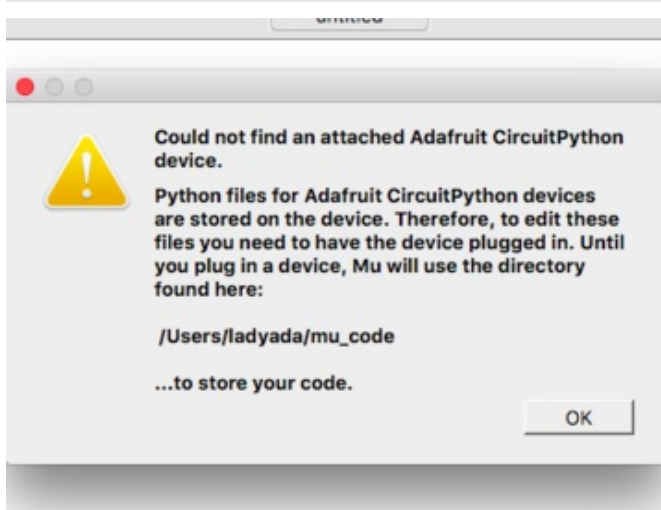 untitled
Could not find an attached Adafruit CircuitPython
device.
Python files for Adafruit CircuitPython devices
are stored on the device. Therefore, to edit these
files you need to have the device plugged in. Until
you plug in a device, Mu will use the directory
found here:
/Users/ladyada/mu_code
...to store your code.
OK